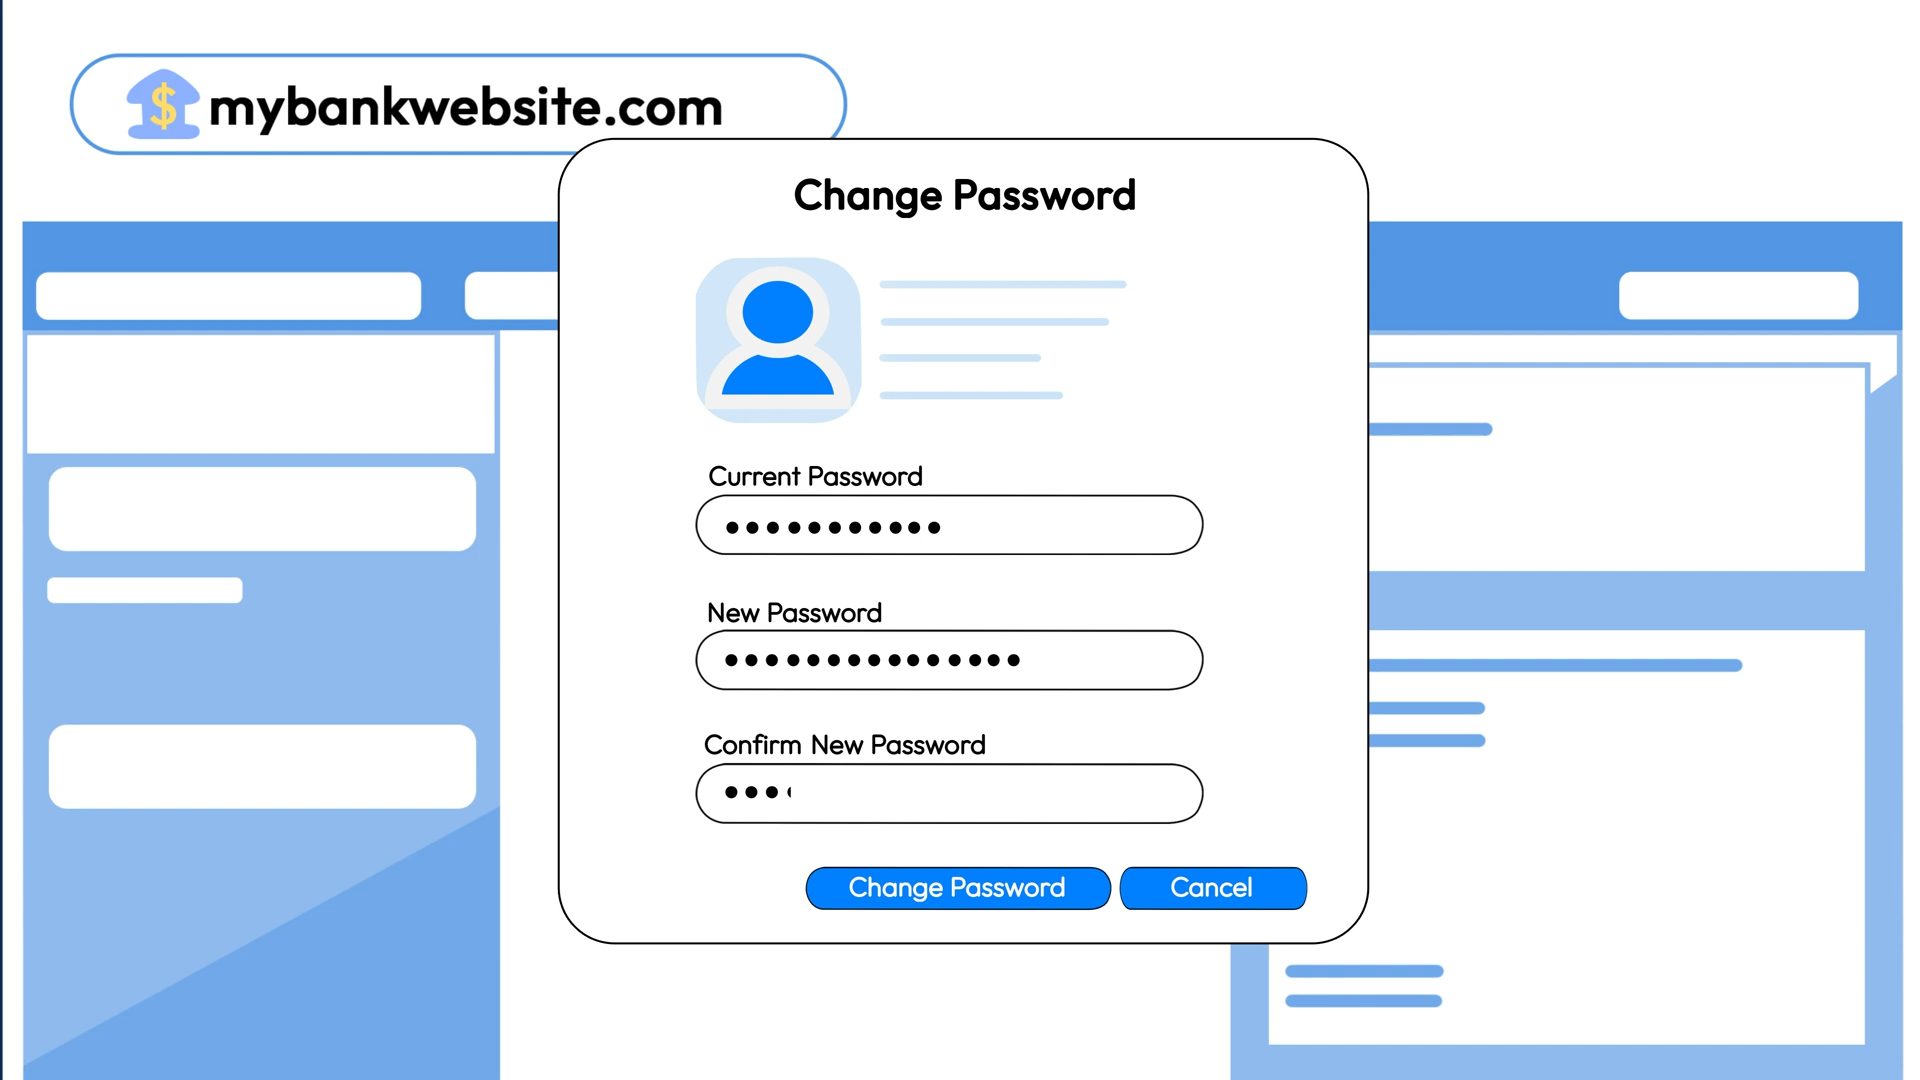 mybankwebsite.com
Change Password
Current Password
•••••••••••
New Password
•••••••••••••••
Confirm New Password
•••
Change Password
Cancel